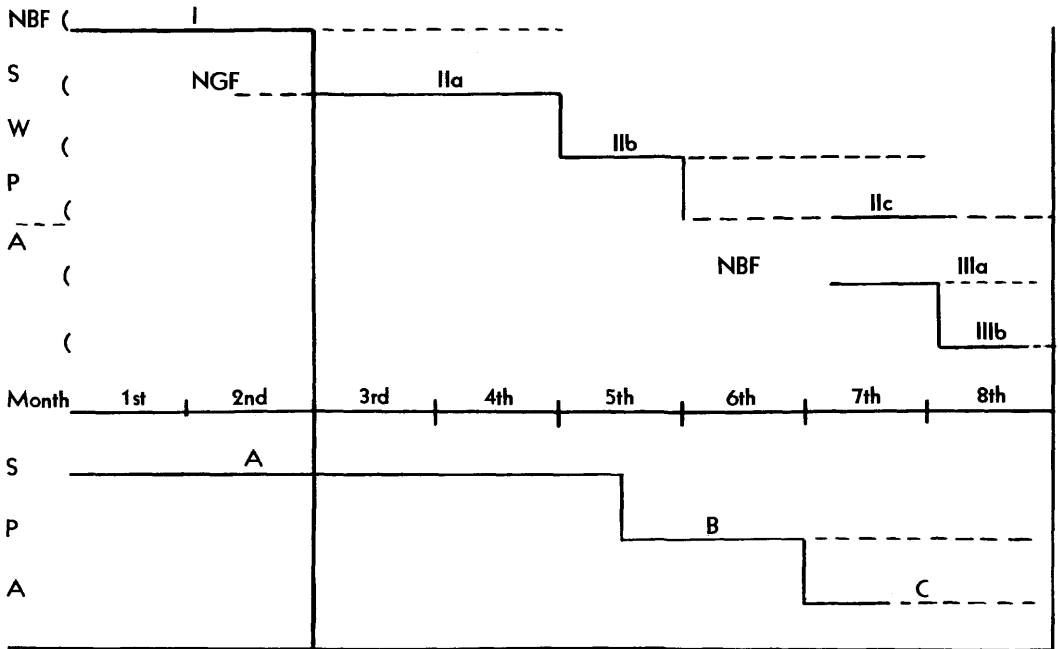 NBF ( I
S ( NGF IIa
W ( IIb
P ( IIc
A ( NBF IIIa
( IIIb
Month 1st 2nd 3rd 4th 5th 6th 7th 8th
S A
P B
A C